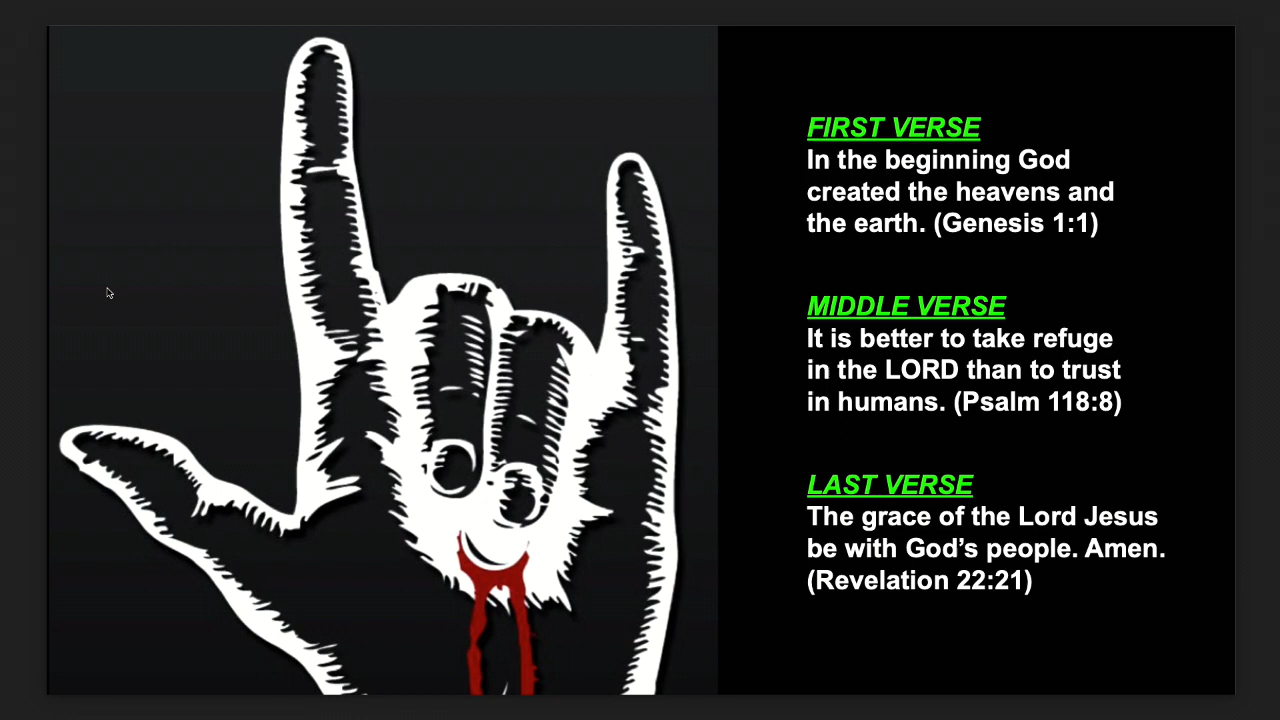 FIRST VERSE
In the beginning God
created the heavens and
the earth. (Genesis 1:1)
MIDDLE VERSE
It is better to take refuge
in the LORD than to trust
in humans. (Psalm 118:8)
LAST VERSE
The grace of the Lord Jesus
be with God’s people. Amen.
(Revelation 22:21)